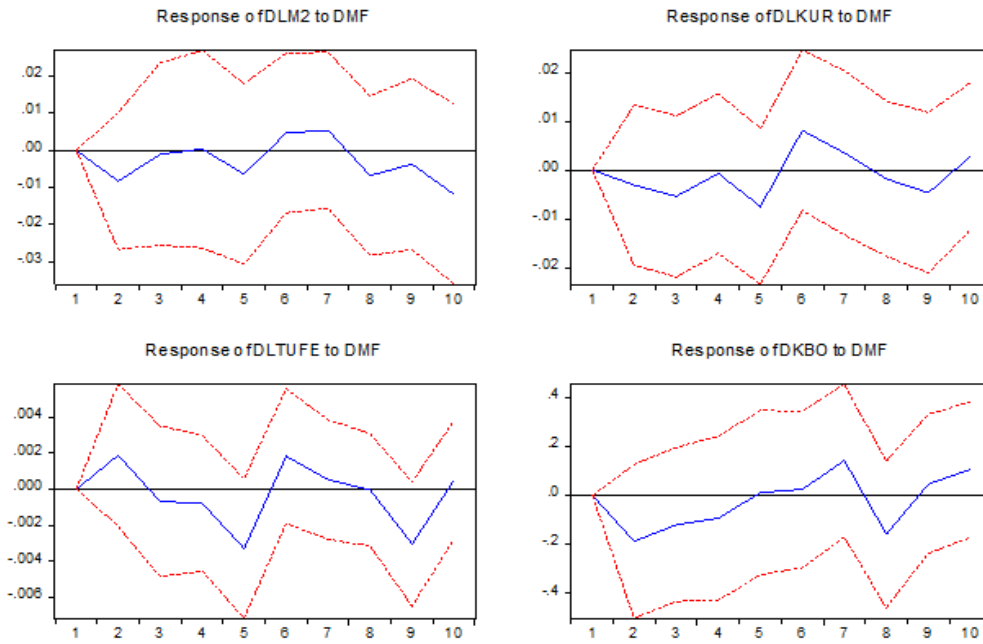 Response of DLM2 to DMF
.02
.01
.00
-.01
-.02
-.03
1 2 3 4 5 6 7 8 9 10
Response of DLKUR to DMF
.02
.01
.00
-.01
-.02
1 2 3 4 5 6 7 8 9 10
Response of DLTUFE to DMF
.004
.002
.000
-.002
-.004
-.006
1 2 3 4 5 6 7 8 9 10
Response of DKBO to DMF
.4
.2
.0
-.2
-.4
1 2 3 4 5 6 7 8 9 10